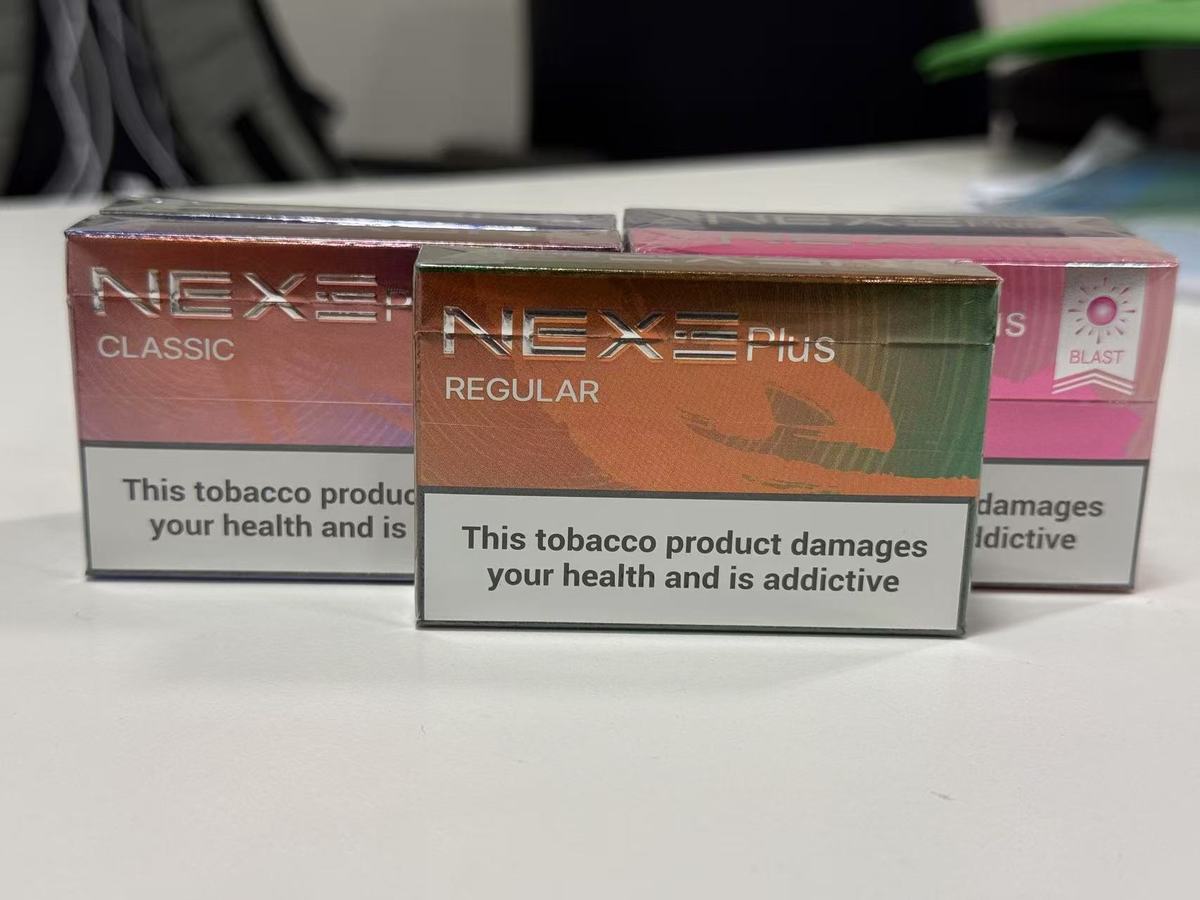 NEXE P
CLASSIC
This tobacco produc
your health and is
NEXE Plus
REGULAR
This tobacco product damages
your health and is addictive
us
BLAST
damages
ddictive